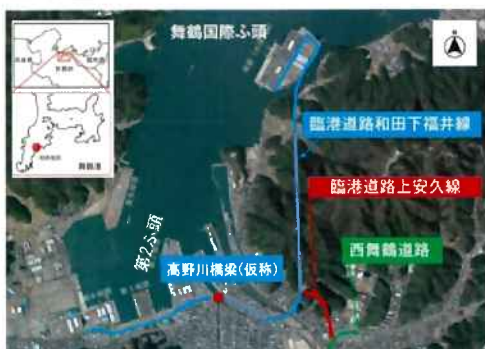 舞鶴国際ふ頭
臨港道路和田下福井線
臨港道路上安久線
西舞鶴道路
第2ふ頭
高野川橋梁(仮称)
舞鶴港